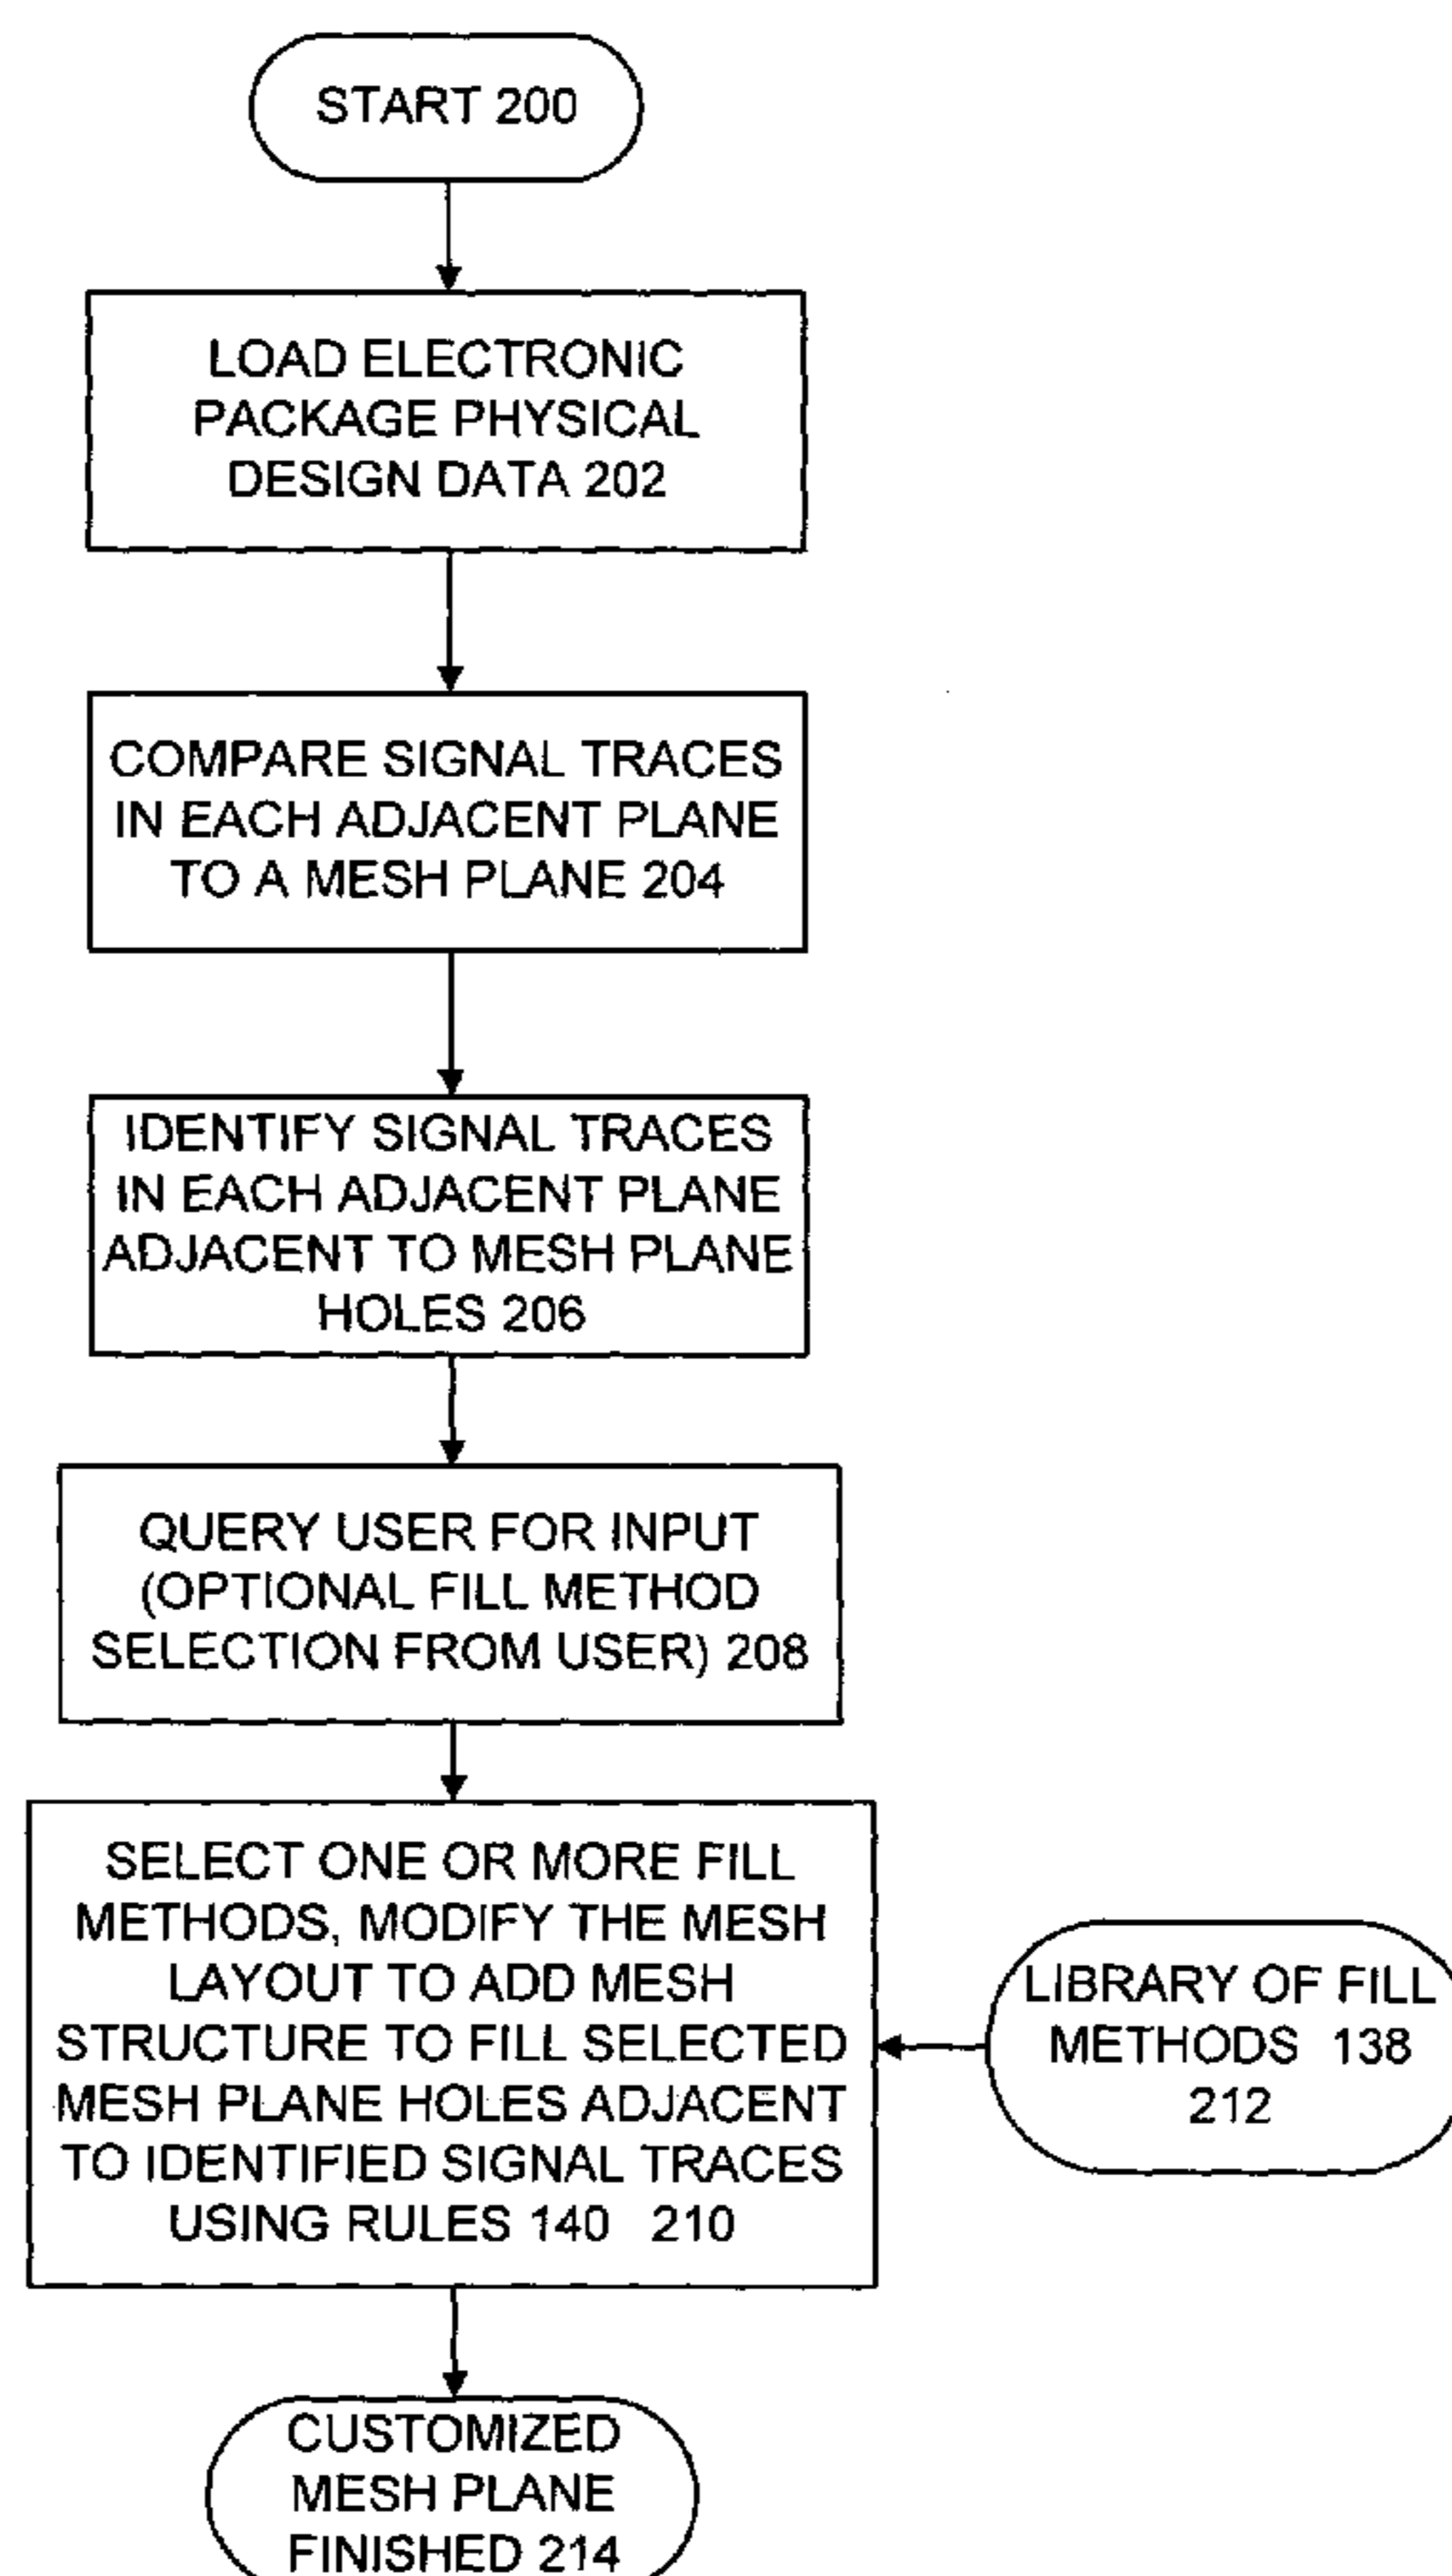 START 200
LOAD ELECTRONIC
PACKAGE PHYSICAL
DESIGN DATA 202
COMPARE SIGNAL TRACES
IN EACH ADJACENT PLANE
TO A MESH PLANE 204
IDENTIFY SIGNAL TRACES
IN EACH ADJACENT PLANE
ADJACENT TO MESH PLANE
HOLES 206
QUERY USER FOR INPUT
(OPTIONAL FILL METHOD
SELECTION FROM USER) 208
SELECT ONE OR MORE FILL
METHODS, MODIFY THE MESH
LAYOUT TO ADD MESH
STRUCTURE TO FILL SELECTED
MESH PLANE HOLES ADJACENT
TO IDENTIFIED SIGNAL TRACES
USING RULES 140 210
LIBRARY OF FILL
METHODS 138
212
CUSTOMIZED
MESH PLANE
FINISHED 214